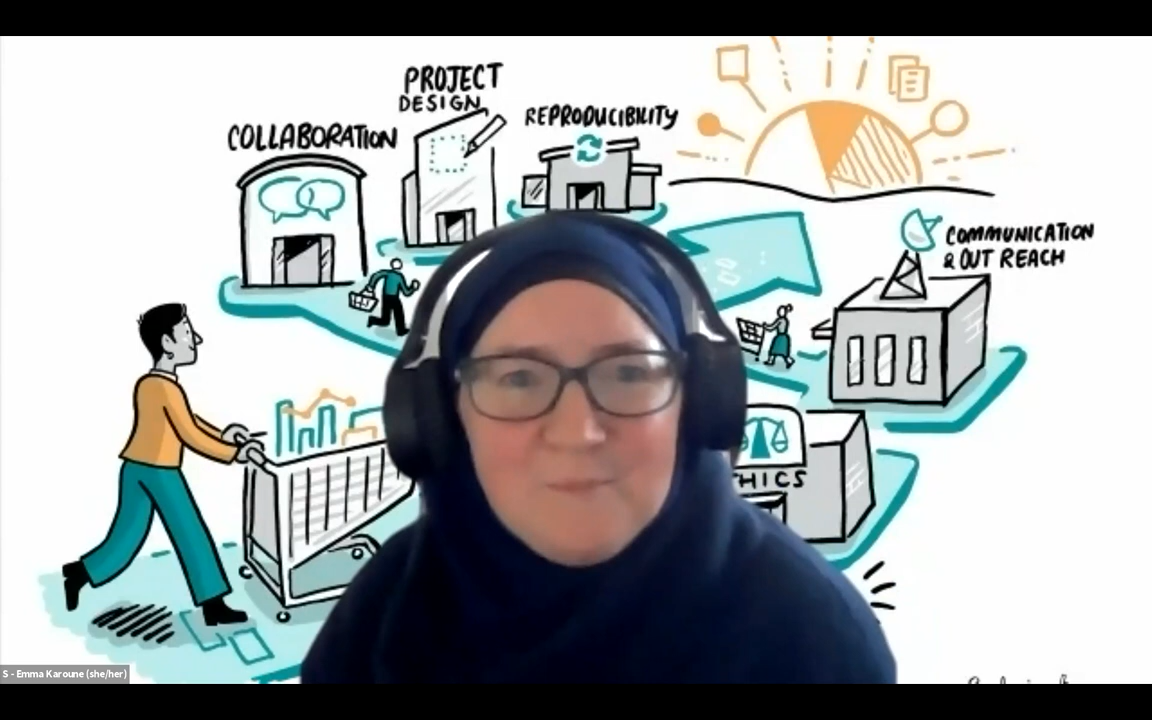 PROJECT
DESIGN
REPRODUCIBILITY
COLLABORATION
COMMUNICATION
& OUT REACH
THICS
S - Emma Karoune (she/her)